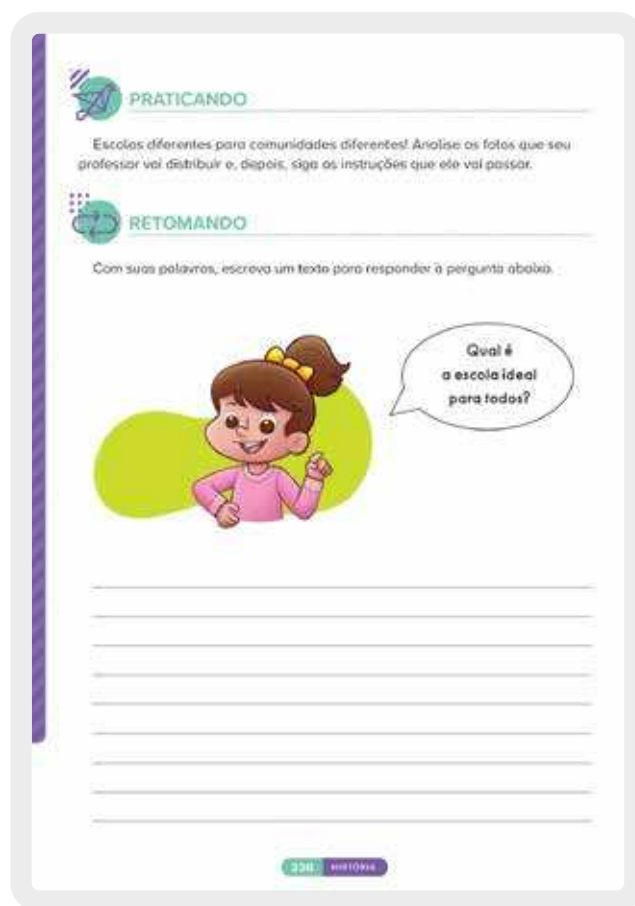 PRATICANDO
Escolas diferentes para comunidades diferentes! Analise as fotos que seu
professor vai distribuir e, depois, siga as instruções que ele vai passar.
RETOMANDO
Com suas palavras, escreva um texto para responder à pergunta abaixo.
Qual é
a escola ideal
para todos?
HISTÓRIA